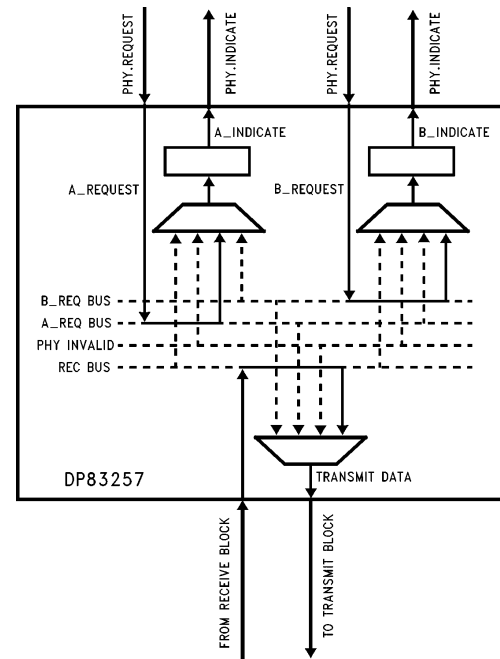 PHY.REQUEST
PHY.INDICATE
PHY.REQUEST
PHY.INDICATE
A_INDICATE
B_INDICATE
A_REQUEST
B_REQUEST
B_REQ BUS
A_REQ BUS
PHY INVALID
REC BUS
DP83257
TRANSMIT DATA
FROM RECEIVE BLOCK
TO TRANSMIT BLOCK